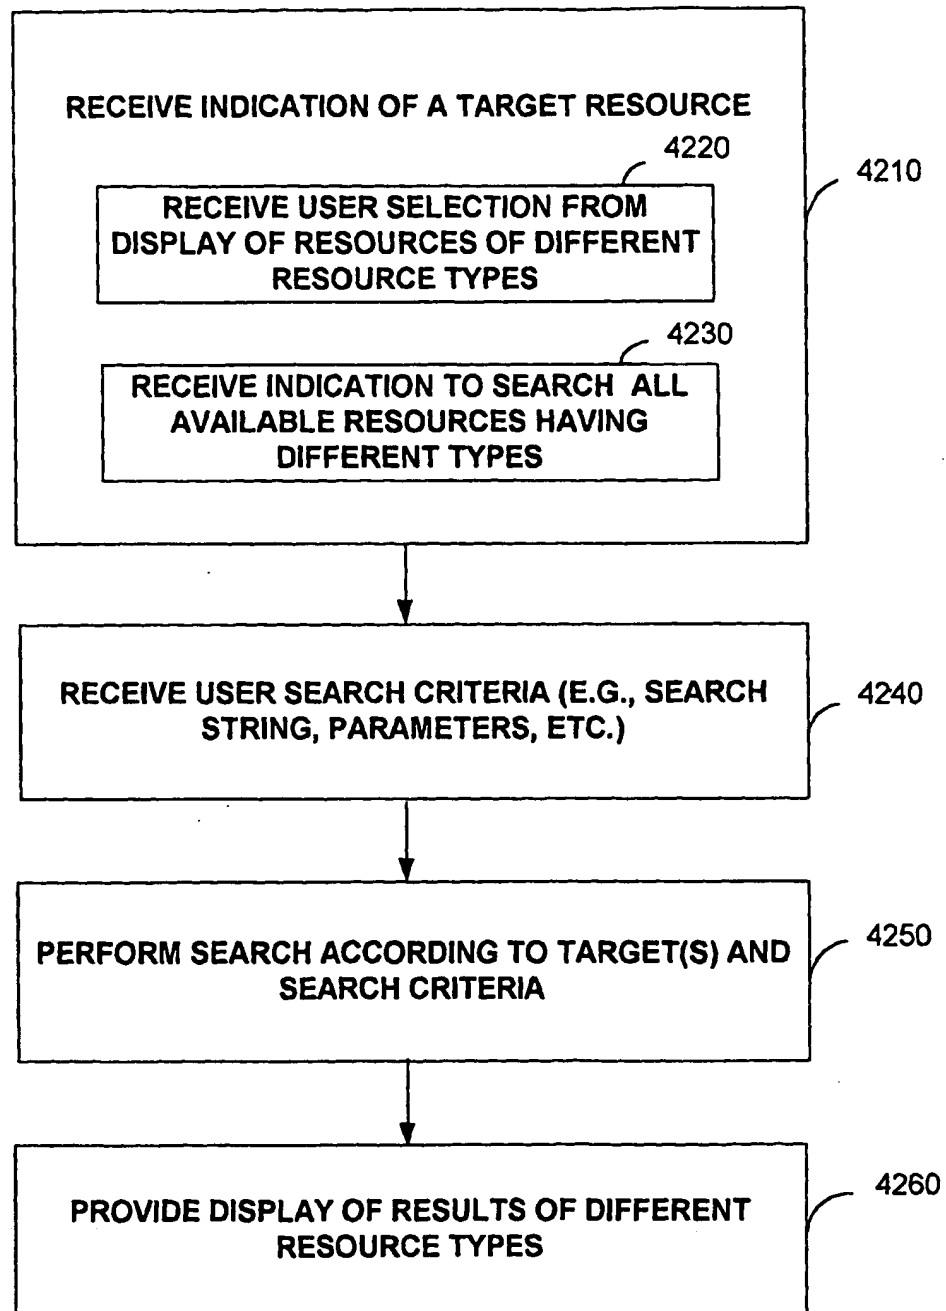 RECEIVE INDICATION OF A TARGET RESOURCE
4220
4210
RECEIVE USER SELECTION FROM
DISPLAY OF RESOURCES OF DIFFERENT
RESOURCE TYPES
4230
RECEIVE INDICATION TO SEARCH ALL
AVAILABLE RESOURCES HAVING
DIFFERENT TYPES
RECEIVE USER SEARCH CRITERIA (E.G., SEARCH
STRING, PARAMETERS, ETC.)
4240
PERFORM SEARCH ACCORDING TO TARGET(S) AND
SEARCH CRITERIA
4250
PROVIDE DISPLAY OF RESULTS OF DIFFERENT
RESOURCE TYPES
4260